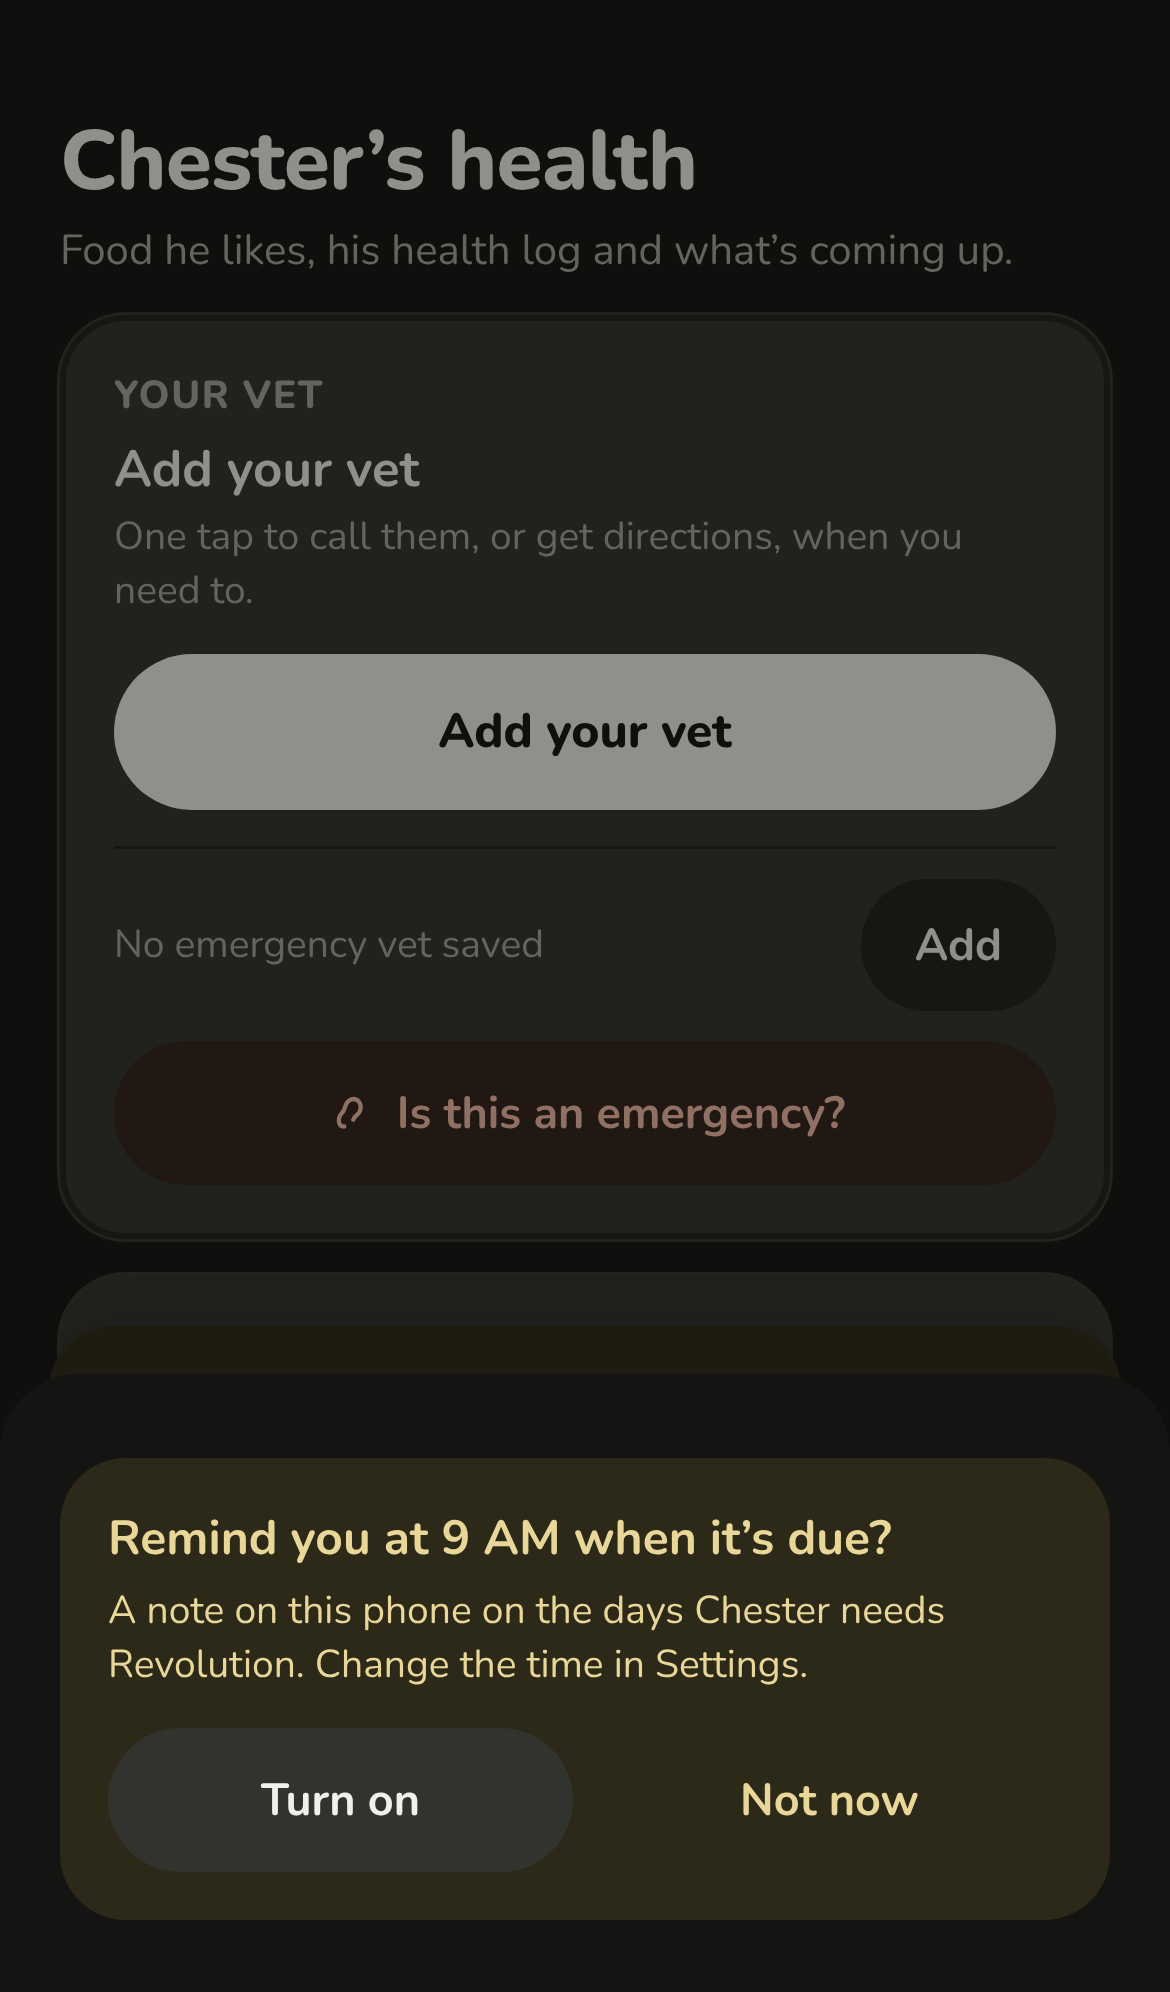 Chester’s health
Food he likes, his health log and what’s coming up.
YOUR VET
Add your vet
One tap to call them, or get directions, when you
need to.
Add your vet
No emergency vet saved
Add
Is this an emergency?
Remind you at 9 AM when it’s due?
A note on this phone on the days Chester needs
Revolution. Change the time in Settings.
Turn on
Not now